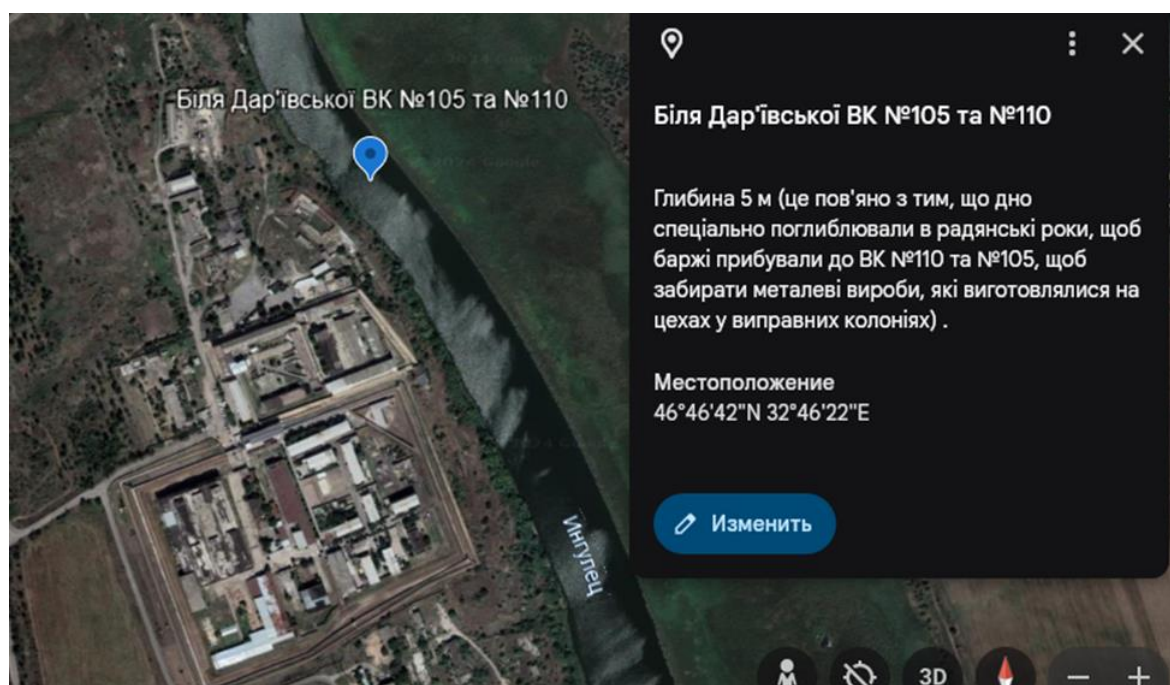 Біля Дар'ївської ВК №105 та №110
Біля Дар'ївської ВК №105 та №110
Глибина 5 м (це пов'яно з тим, що дно
спеціально поглиблювали в радянські роки, щоб
баржі прибували до ВК №110 та №105, щоб
забирати металеві вироби, які виготовлялися на
цехах у виправних колоніях) .
Местоположение
46°46'42"N 32°46'22"E
Изменить
Ингулец
3D